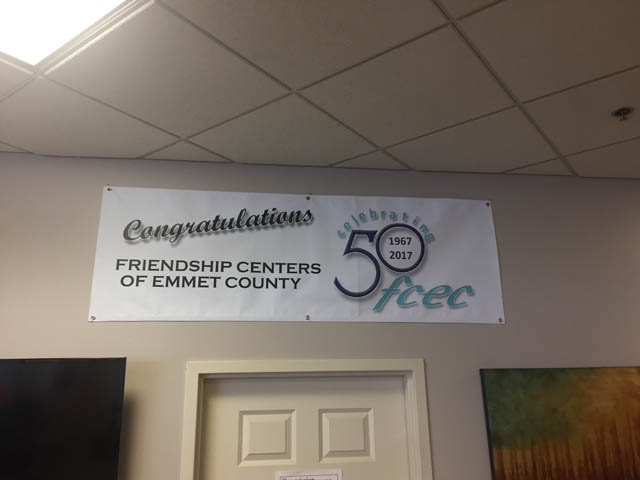 Congratulations
FRIENDSHIP CENTERS
OF EMMET COUNTY
celebrating
50
1967
2017
fcec